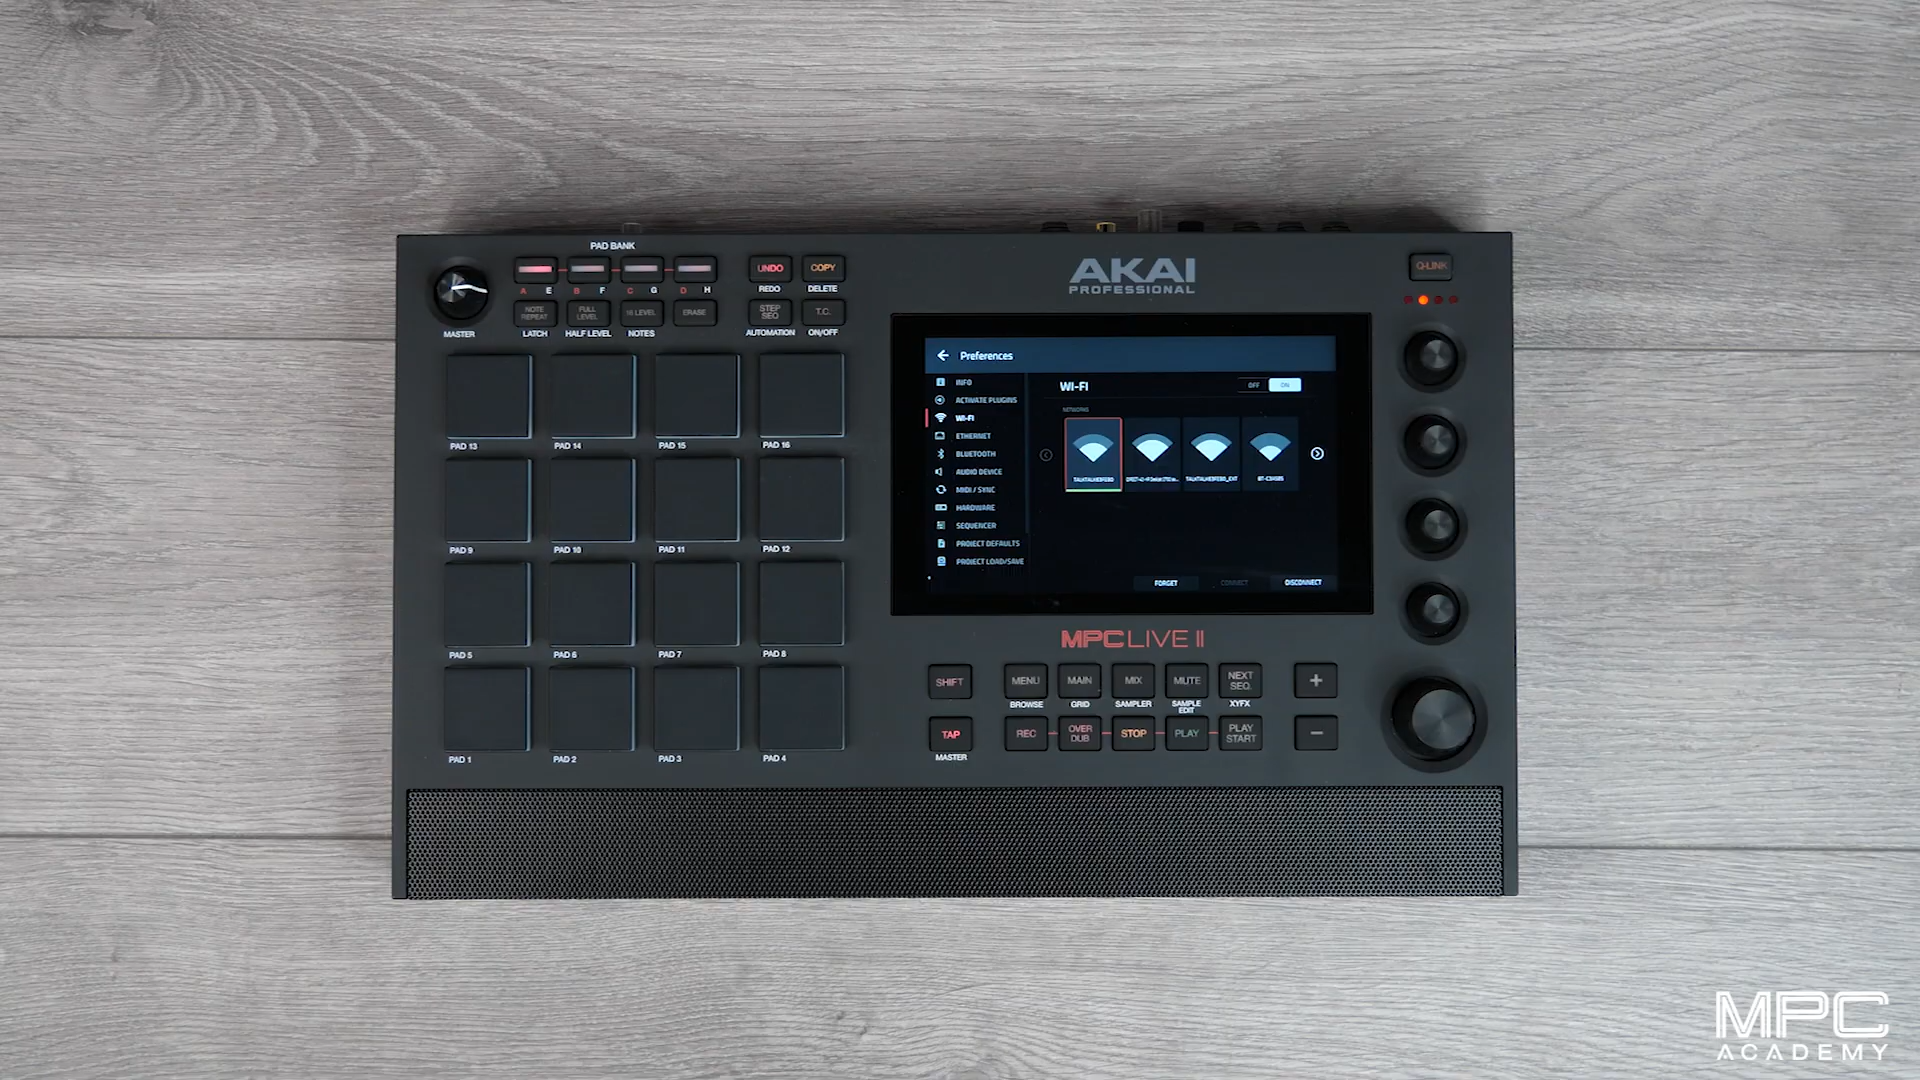 PAD BANK
UNDO COPY
A E B F C G D H
REDO DELETE
NOTE REPEAT
FULL LEVEL
16 LEVEL
ERASE
STEP SEQ
T.C.
MASTER
LATCH HALF LEVEL NOTES AUTOMATION ON/OFF
PAD 13 PAD 14 PAD 15 PAD 16
PAD 9 PAD 10 PAD 11 PAD 12
PAD 5 PAD 6 PAD 7 PAD 8
PAD 1 PAD 2 PAD 3 PAD 4
AKAI
PROFESSIONAL
Q-LINK
Preferences
INFO
ACTIVATE PLUGINS
WI-FI
ETHERNET
BLUETOOTH
AUDIO DEVICE
MIDI / SYNC
HARDWARE
SEQUENCER
PROJECT DEFAULTS
PROJECT LOAD/SAVE
WI-FI
OFF ON
NETWORKS
FORGET CONNECT DISCONNECT
MPC LIVE II
SHIFT MENU MAIN MIX MUTE NEXT SEQ. +
BROWSE GRID SAMPLER SAMPLE EDIT XYFX
TAP REC OVER DUB STOP PLAY PLAY START −
MASTER
MPC
ACADEMY